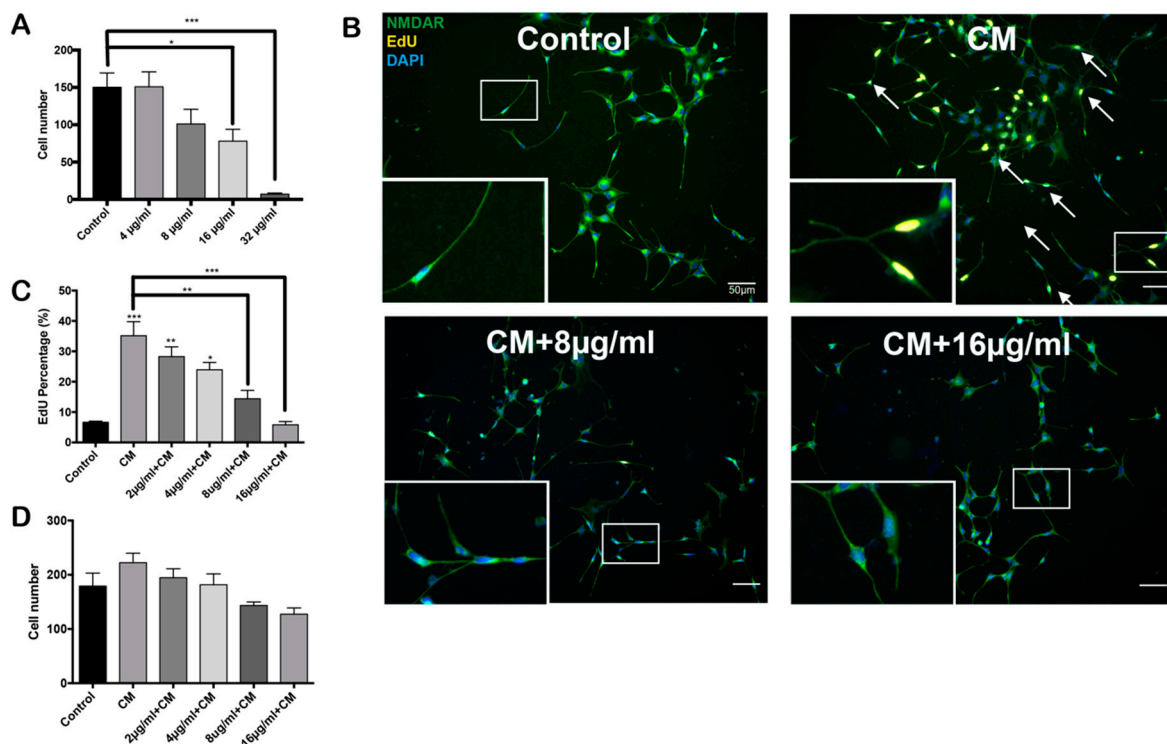 A
***
*
200
150
100
50
0
Cell number
Control
4 µg/ml
8 µg/ml
16 µg/ml
32 µg/ml
B
NMDAR
EdU
DAPI
Control
50µm
CM
CM+8µg/ml
CM+16µg/ml
C
***
**
***
**
*
50
40
30
20
10
0
EdU Percentage (%)
Control
CM
2µg/ml+CM
4µg/ml+CM
8ug/ml+CM
16µg/ml+CM
D
300
200
100
0
Cell number
Control
CM
2µg/ml+CM
4µg/ml+CM
8ug/ml+CM
16µg/ml+CM